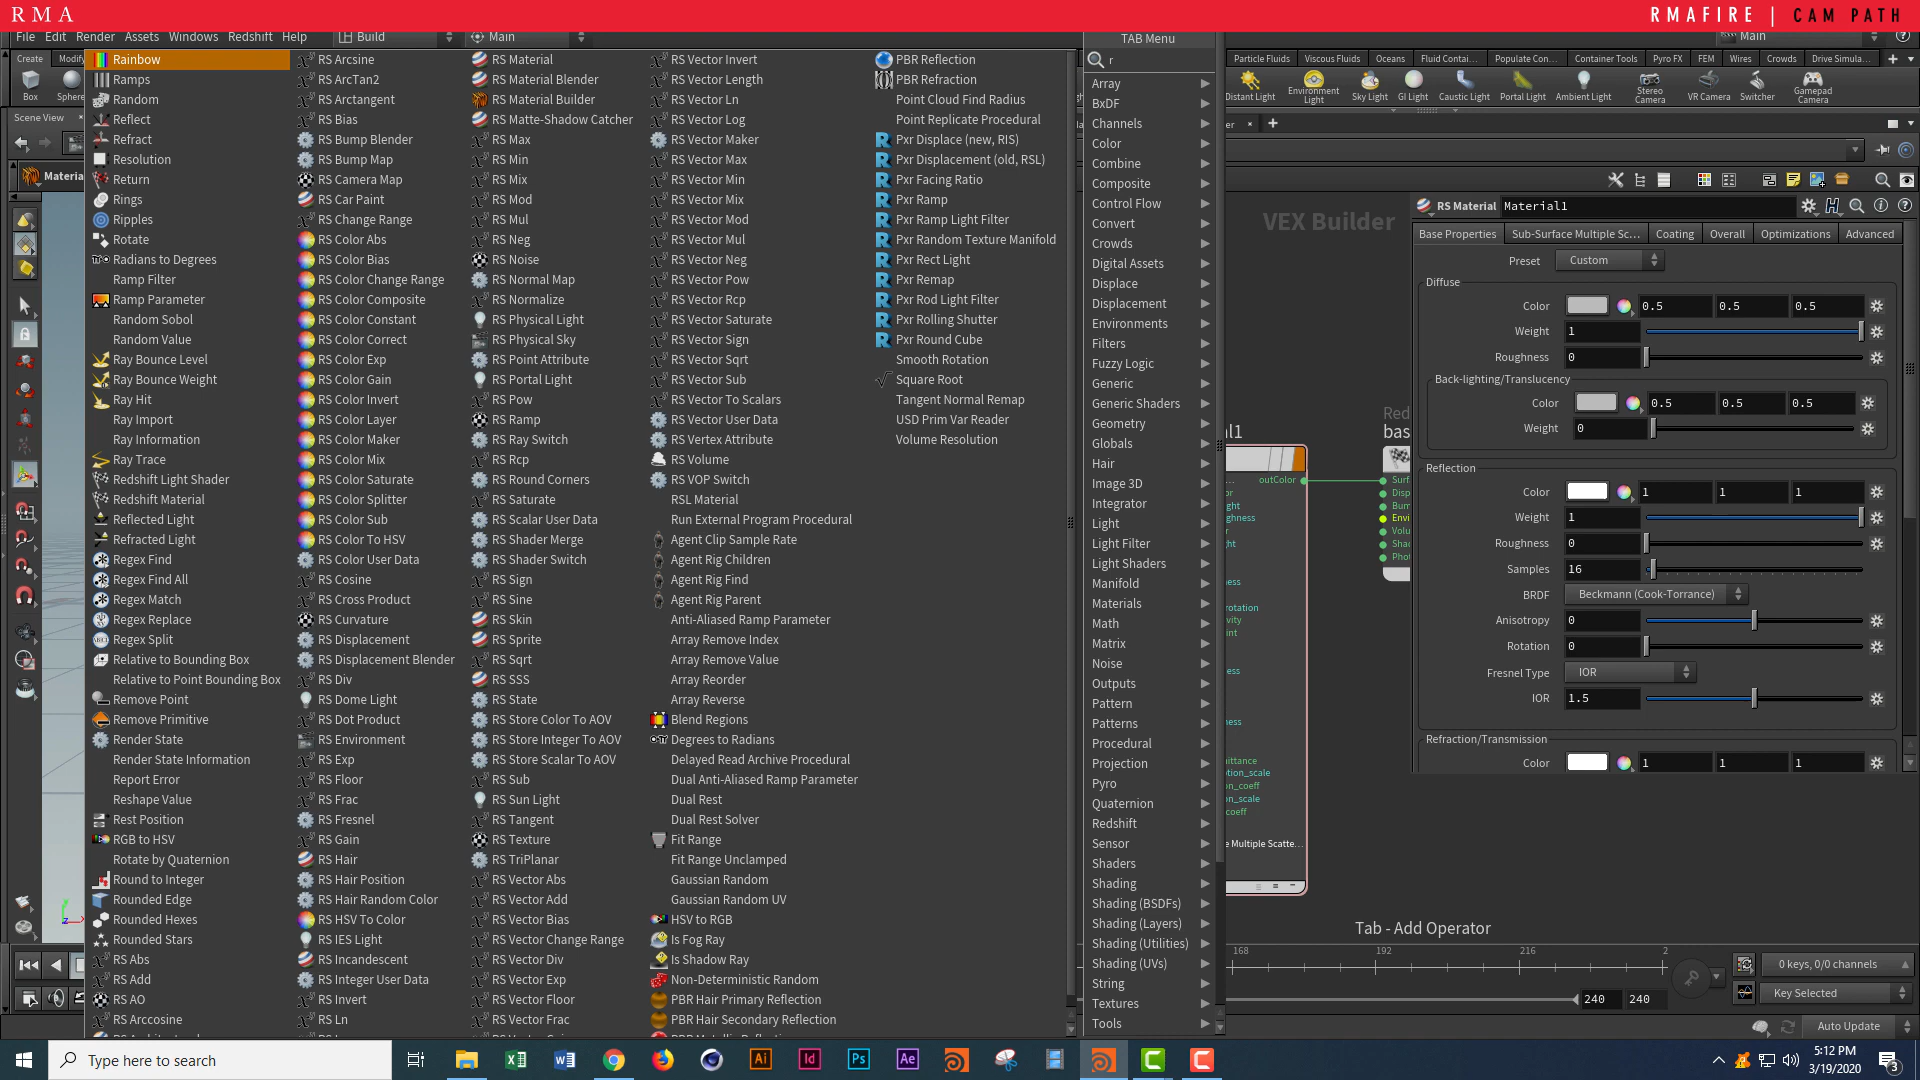 RMA
RMAFIRE | CAM PATH
File Edit Render Assets Windows Redshift Help
Build
Main
TAB Menu
Main
Create
Modify
Box
Sphere
Scene View
Rainbow
Ramps
Random
Reflect
Refract
Resolution
Return
Rings
Ripples
Rotate
Radians to Degrees
Ramp Filter
Ramp Parameter
Random Sobol
Random Value
Ray Bounce Level
Ray Bounce Weight
Ray Hit
Ray Import
Ray Information
Ray Trace
Redshift Light Shader
Redshift Material
Reflected Light
Refracted Light
Regex Find
Regex Find All
Regex Match
Regex Replace
Regex Split
Relative to Bounding Box
Relative to Point Bounding Box
Remove Point
Remove Primitive
Render State
Render State Information
Report Error
Reshape Value
Rest Position
RGB to HSV
Rotate by Quaternion
Round to Integer
Rounded Edge
Rounded Hexes
Rounded Stars
RS Abs
RS Add
RS AO
RS Arccosine
RS Arcsine
RS ArcTan2
RS Arctangent
RS Bias
RS Bump Blender
RS Bump Map
RS Camera Map
RS Car Paint
RS Change Range
RS Color Abs
RS Color Bias
RS Color Change Range
RS Color Composite
RS Color Constant
RS Color Correct
RS Color Exp
RS Color Gain
RS Color Invert
RS Color Layer
RS Color Maker
RS Color Mix
RS Color Saturate
RS Color Splitter
RS Color Sub
RS Color To HSV
RS Color User Data
RS Cosine
RS Cross Product
RS Curvature
RS Displacement
RS Displacement Blender
RS Div
RS Dome Light
RS Dot Product
RS Environment
RS Exp
RS Floor
RS Frac
RS Fresnel
RS Gain
RS Hair
RS Hair Position
RS Hair Random Color
RS HSV To Color
RS IES Light
RS Incandescent
RS Integer User Data
RS Invert
RS Ln
RS Material
RS Material Blender
RS Material Builder
RS Matte-Shadow Catcher
RS Max
RS Min
RS Mix
RS Mod
RS Mul
RS Neg
RS Noise
RS Normal Map
RS Normalize
RS Physical Light
RS Physical Sky
RS Point Attribute
RS Portal Light
RS Pow
RS Ramp
RS Ray Switch
RS Rcp
RS Round Corners
RS Saturate
RS Scalar User Data
RS Shader Merge
RS Shader Switch
RS Sign
RS Sine
RS Skin
RS Sprite
RS Sqrt
RS SSS
RS State
RS Store Color To AOV
RS Store Integer To AOV
RS Store Scalar To AOV
RS Sub
RS Sun Light
RS Tangent
RS Texture
RS TriPlanar
RS Vector Abs
RS Vector Add
RS Vector Bias
RS Vector Change Range
RS Vector Div
RS Vector Exp
RS Vector Floor
RS Vector Frac
RS Vector Invert
RS Vector Length
RS Vector Ln
RS Vector Log
RS Vector Maker
RS Vector Max
RS Vector Min
RS Vector Mix
RS Vector Mod
RS Vector Mul
RS Vector Neg
RS Vector Pow
RS Vector Rcp
RS Vector Saturate
RS Vector Sign
RS Vector Sqrt
RS Vector Sub
RS Vector To Scalars
RS Vector User Data
RS Vertex Attribute
RS Volume
RS VOP Switch
RSL Material
Run External Program Procedural
Agent Clip Sample Rate
Agent Rig Children
Agent Rig Find
Agent Rig Parent
Anti-Aliased Ramp Parameter
Array Remove Index
Array Remove Value
Array Reorder
Array Reverse
Blend Regions
Degrees to Radians
Delayed Read Archive Procedural
Dual Anti-Aliased Ramp Parameter
Dual Rest
Dual Rest Solver
Fit Range
Fit Range Unclamped
Gaussian Random
Gaussian Random UV
HSV to RGB
Is Fog Ray
Is Shadow Ray
Non-Deterministic Random
PBR Hair Primary Reflection
PBR Hair Secondary Reflection
PBR Reflection
PBR Refraction
Point Cloud Find Radius
Point Replicate Procedural
Pxr Displace (new, RIS)
Pxr Displacement (old, RSL)
Pxr Facing Ratio
Pxr Ramp
Pxr Ramp Light Filter
Pxr Random Texture Manifold
Pxr Rect Light
Pxr Remap
Pxr Rod Light Filter
Pxr Rolling Shutter
Pxr Round Cube
Smooth Rotation
Square Root
Tangent Normal Remap
USD Prim Var Reader
Volume Resolution
r
Array
BxDF
Channels
Color
Combine
Composite
Control Flow
Convert
Crowds
Digital Assets
Displace
Displacement
Environments
Filters
Fuzzy Logic
Generic
Generic Shaders
Geometry
Globals
Hair
Image 3D
Integrator
Light
Light Filter
Light Shaders
Manifold
Materials
Math
Matrix
Noise
Outputs
Pattern
Patterns
Procedural
Projection
Pyro
Quaternion
Redshift
Sensor
Shaders
Shading
Shading (BSDFs)
Shading (Layers)
Shading (Utilities)
Shading (UVs)
String
Textures
Tools
Particle Fluids Viscous Fluids Oceans Fluid Contai... Populate Con... Container Tools Pyro FX FEM Wires Crowds Drive Simula...
Distant Light
Environment Light
Sky Light
GI Light
Caustic Light
Portal Light
Ambient Light
Stereo Camera
VR Camera
Switcher
Gamepad Camera
VEX Builder
RS Material Material1
Base Properties Sub-Surface Multiple Sc... Coating Overall Optimizations Advanced
Preset Custom
Diffuse
Color 0.5 0.5 0.5
Weight 1
Roughness 0
Back-lighting/Translucency
Color 0.5 0.5 0.5
Weight 0
Reflection
Color 1 1 1
Weight 1
Roughness 0
Samples 16
BRDF Beckmann (Cook-Torrance)
Anisotropy 0
Rotation 0
Fresnel Type IOR
IOR 1.5
Refraction/Transmission
Color 1 1 1
outColor
Tab - Add Operator
168 192 216 2
240 240
0 keys, 0/0 channels
Key Selected
Auto Update
Type here to search
5:12 PM
3/19/2020
3